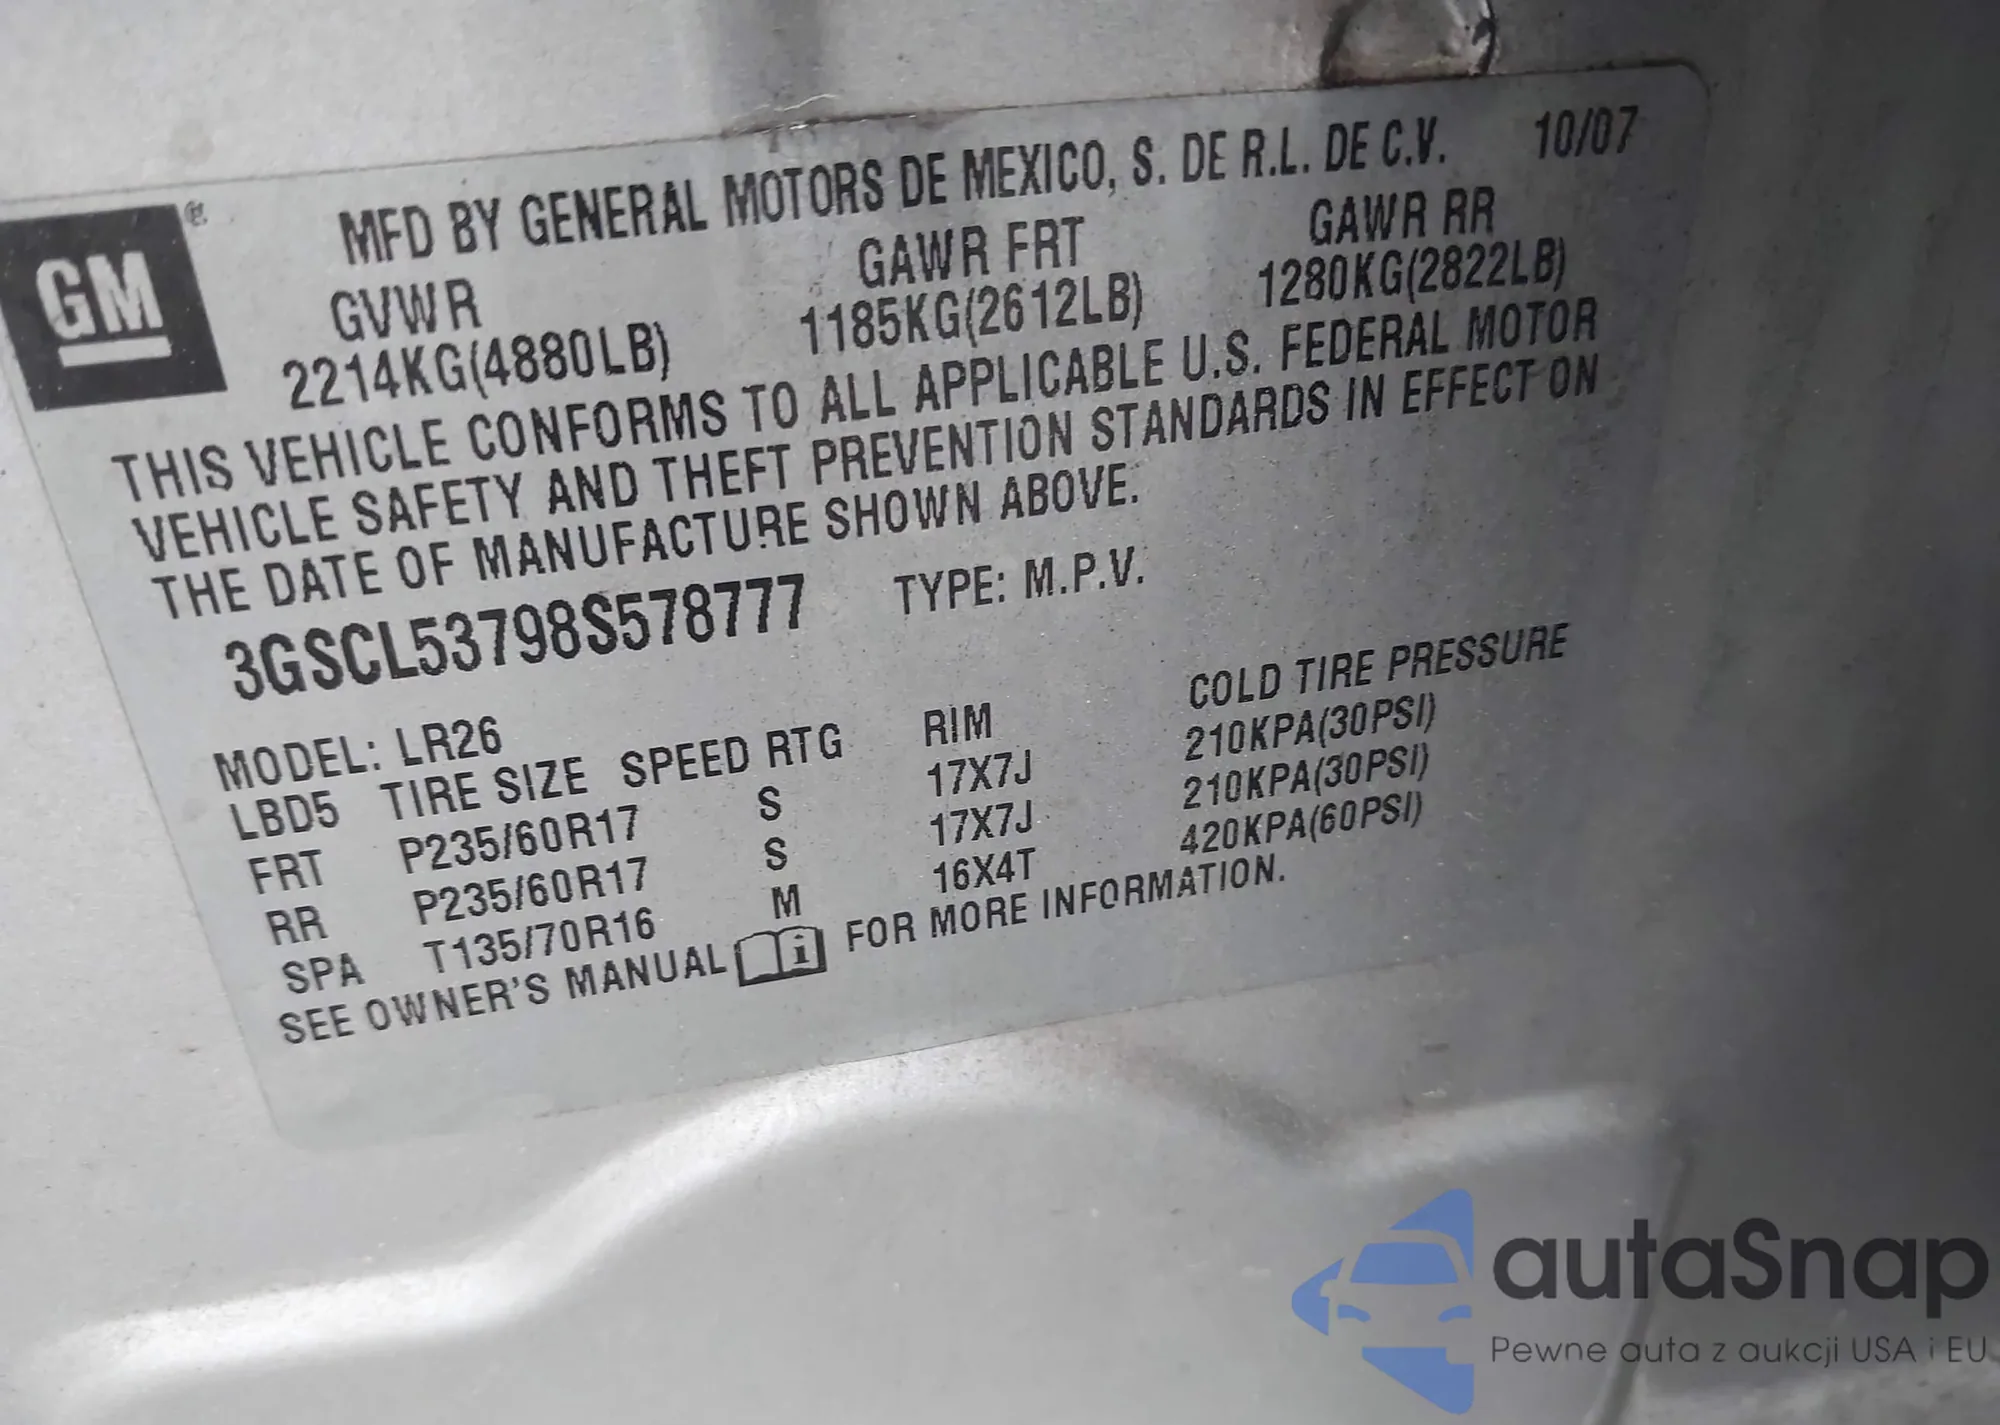 GM ®
MFD BY GENERAL MOTORS DE MEXICO, S. DE R.L. DE C.V. 10/07
GVWR GAWR FRT GAWR RR
2214KG(4880LB) 1185KG(2612LB) 1280KG(2822LB)
THIS VEHICLE CONFORMS TO ALL APPLICABLE U.S. FEDERAL MOTOR
VEHICLE SAFETY AND THEFT PREVENTION STANDARDS IN EFFECT ON
THE DATE OF MANUFACTURE SHOWN ABOVE.
3GSCL53798S578777 TYPE: M.P.V.
MODEL: LR26
LBD5 TIRE SIZE SPEED RTG RIM COLD TIRE PRESSURE
FRT P235/60R17 S 17X7J 210KPA(30PSI)
RR P235/60R17 S 17X7J 210KPA(30PSI)
SPA T135/70R16 M 16X4T 420KPA(60PSI)
SEE OWNER'S MANUAL FOR MORE INFORMATION.
autaSnap
Pewne auta z aukcji USA i EU